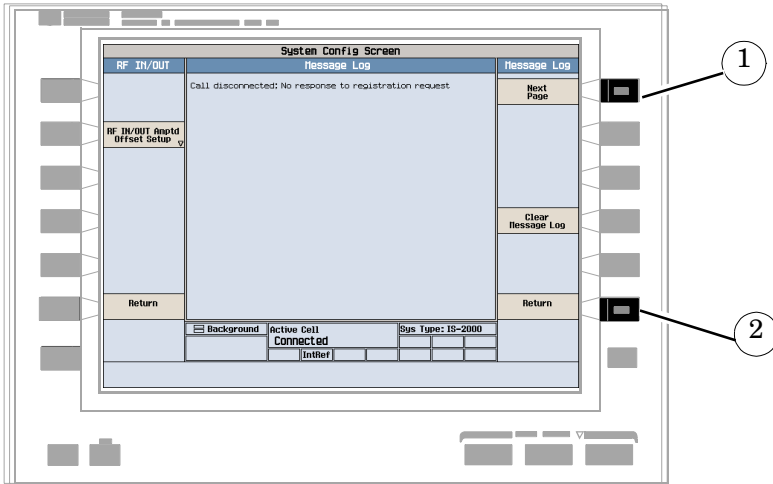 System Config Screen
RF IN/OUT
Message Log
Message Log
Call disconnected: No response to registration request
Next
Page
RF IN/OUT Amptd
Offset Setup
Clear
Message Log
Return
Return
Background
Active Cell
Sys Type: IS-2000
Connected
IntRef
1
2